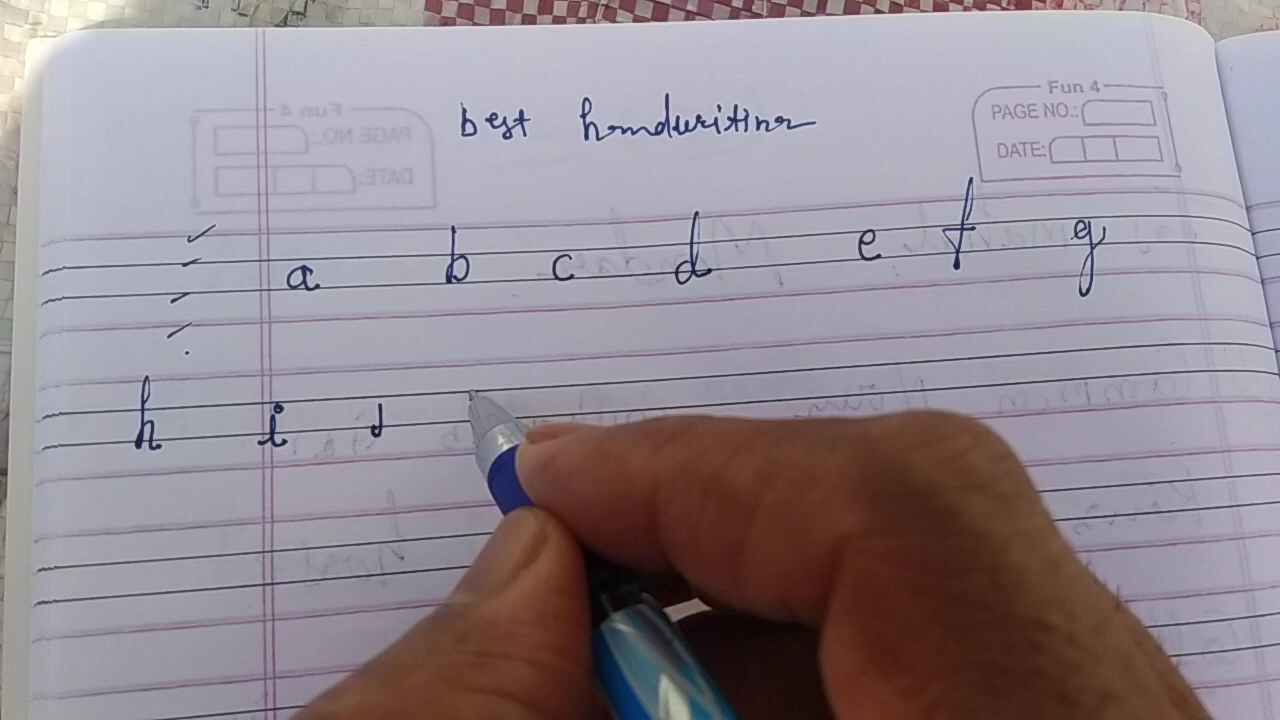 best handwriting
Fun 4
PAGE NO.:
DATE:
a b c d e f g
h i j